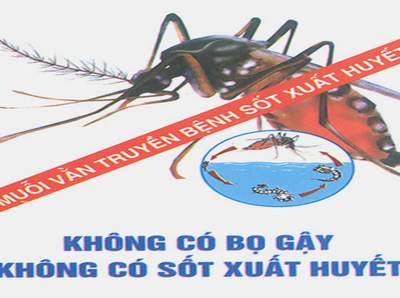 MUỖI VẰN TRUYỀN BỆNH SỐT XUẤT HUYẾT
KHÔNG CÓ BỌ GẬY
KHÔNG CÓ SỐT XUẤT HUYẾT